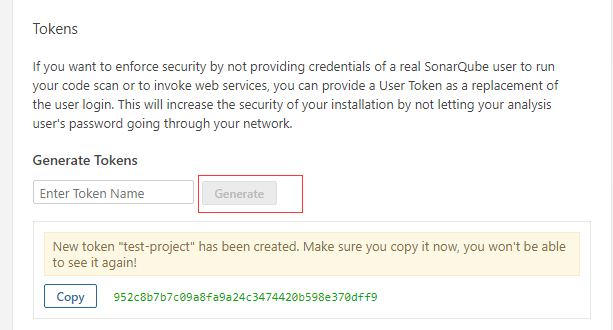 Tokens
If you want to enforce security by not providing credentials of a real SonarQube user to run
your code scan or to invoke web services, you can provide a User Token as a replacement
of the user login. This will increase the security of your installation by not letting your analysis
user's password going through your network.
Generate Tokens
Enter Token Name Generate
New token "test-project" has been created. Make sure you copy it now, you won't be able
to see it again!
Copy 952c8b7b7c09a8fa9a24c3474420b598e370dff9